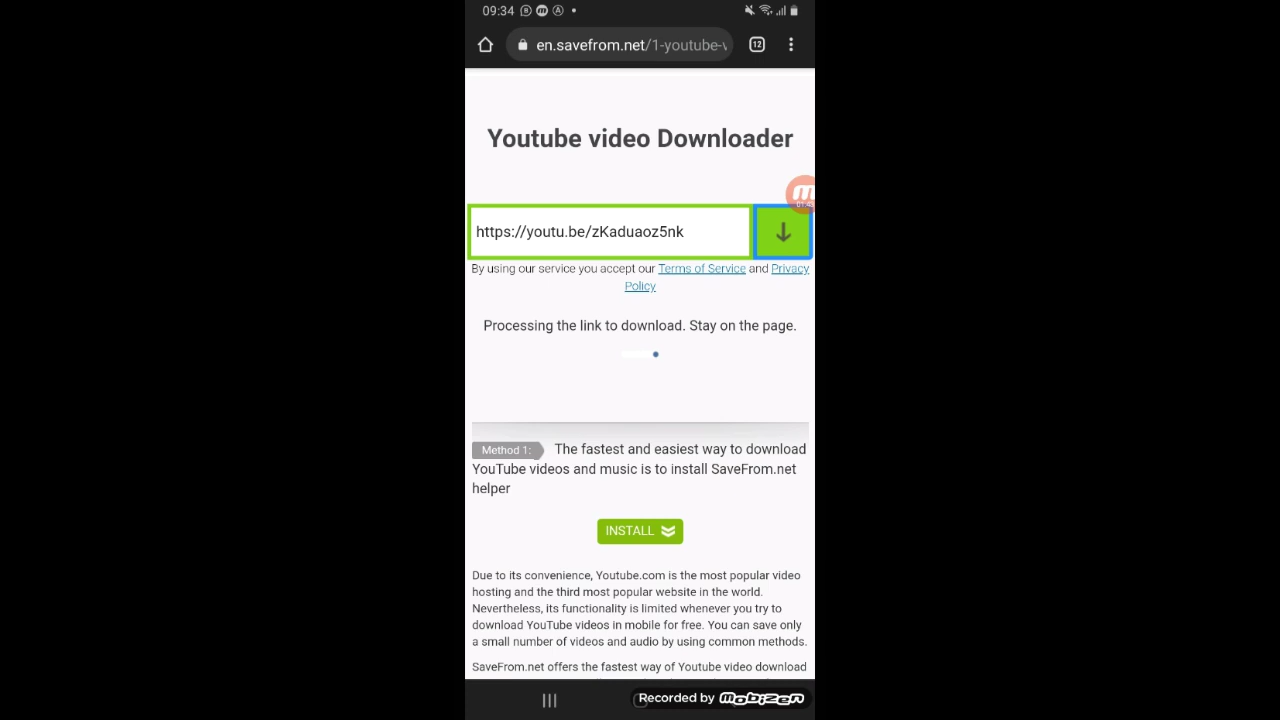 09:34
en.savefrom.net/1-youtube-v
12
Youtube video Downloader
01:43
https://youtu.be/zKaduaoz5nk
By using our service you accept our Terms of Service and Privacy
Policy
Processing the link to download. Stay on the page.
Method 1: The fastest and easiest way to download
YouTube videos and music is to install SaveFrom.net
helper
INSTALL
Due to its convenience, Youtube.com is the most popular video
hosting and the third most popular website in the world.
Nevertheless, its functionality is limited whenever you try to
download YouTube videos in mobile for free. You can save only
a small number of videos and audio by using common methods.
SaveFrom.net offers the fastest way of Youtube video download
Recorded by mobizen